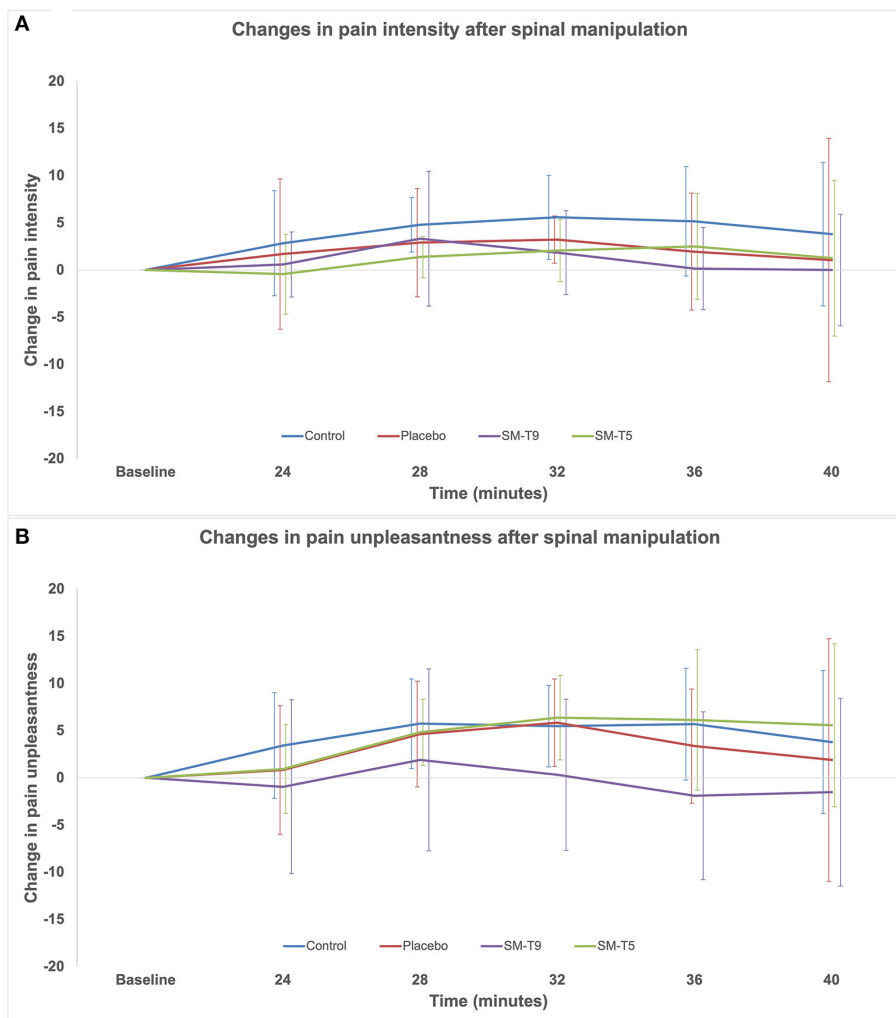 A
Changes in pain intensity after spinal manipulation
20
15
10
5
0
-5
-10
-15
-20
Change in pain intensity
Control Placebo SM-T9 SM-T5
Baseline 24 28 32 36 40
Time (minutes)
B
Changes in pain unpleasantness after spinal manipulation
20
15
10
5
0
-5
-10
-15
-20
Change in pain unpleasantness
Control Placebo SM-T9 SM-T5
Baseline 24 28 32 36 40
Time (minutes)